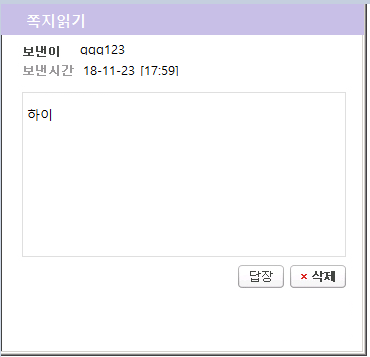 쪽지읽기
보낸이 qqq123
보낸시간 18-11-23 [17:59]
하이
답장 × 삭제